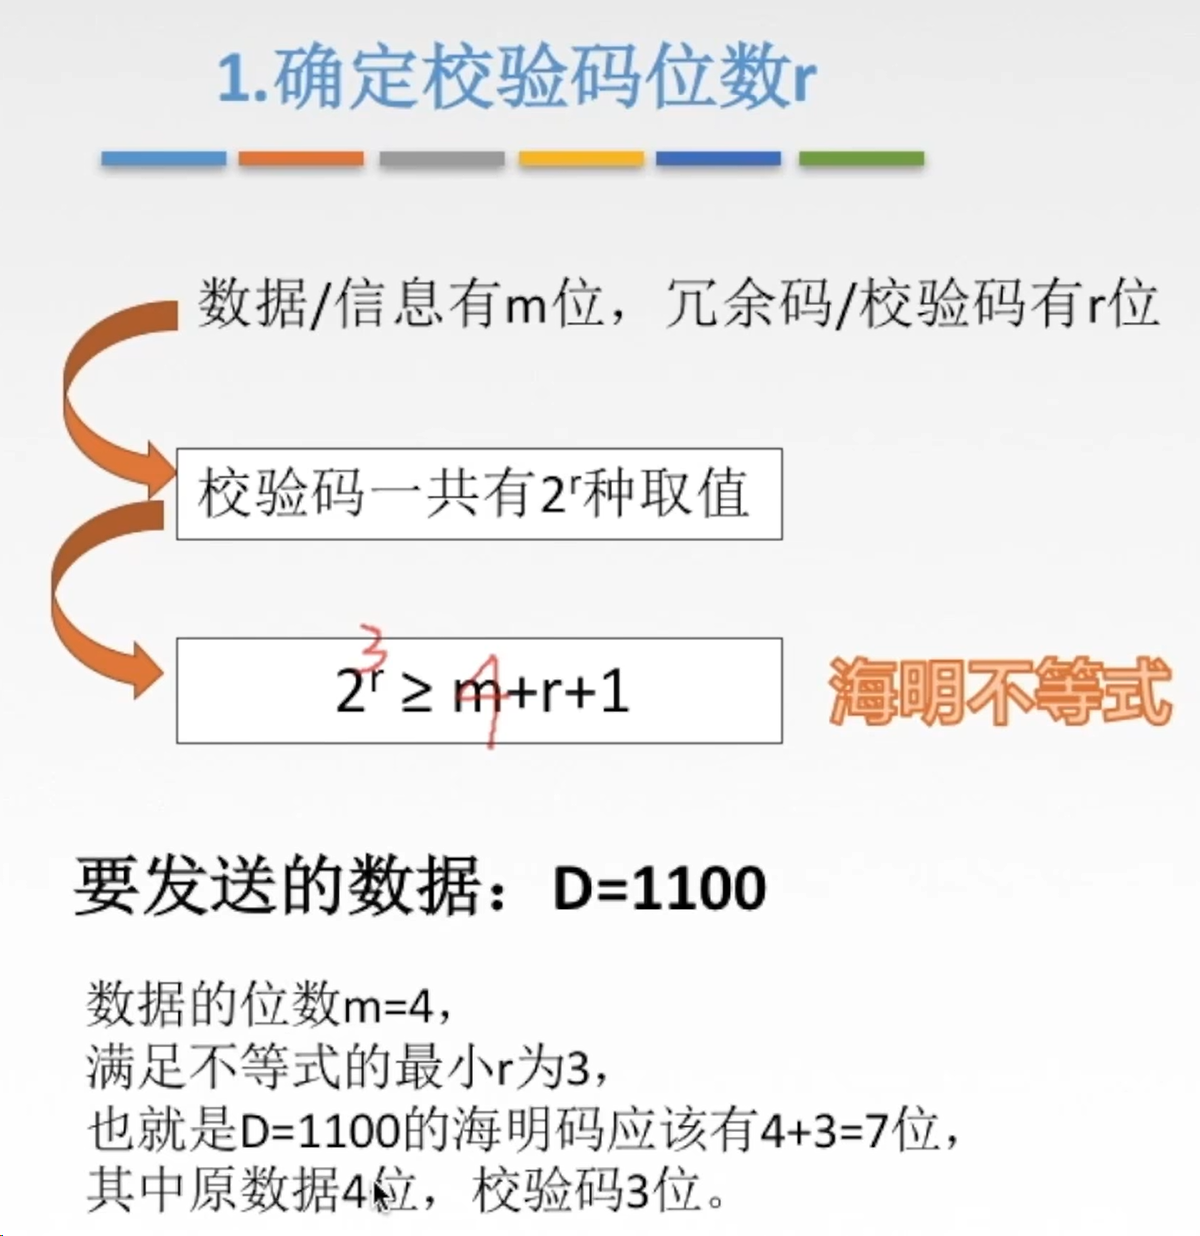 1.确定校验码位数r
数据/信息有m位，冗余码/校验码有r位
校验码一共有2ʳ种取值
3
2ʳ ≥ m+r+1
4
海明不等式
要发送的数据：D=1100
数据的位数m=4，
满足不等式的最小r为3，
也就是D=1100的海明码应该有4+3=7位，
其中原数据4位，校验码3位。